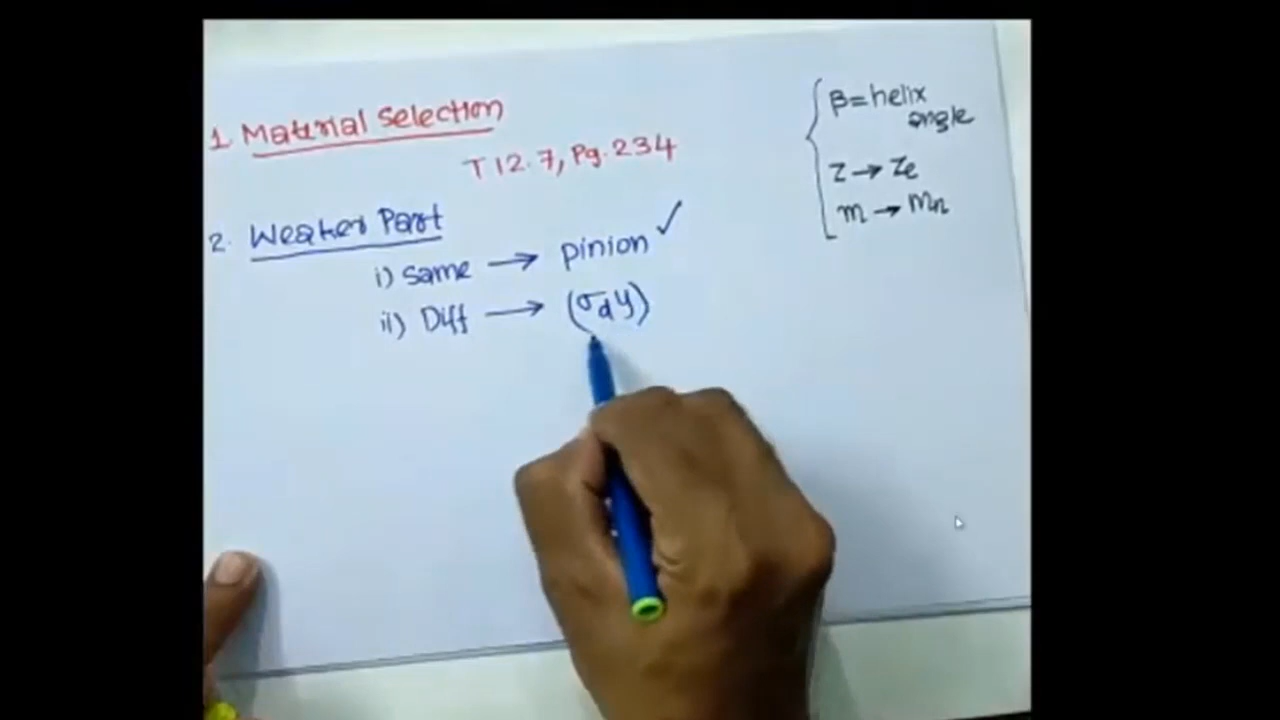 1. Material Selection
T 12.7, Pg. 234
2. Weaker Part
i) Same → pinion ✓
ii) Diff → (σd y)
β = helix
angle
z → ze
m → mn